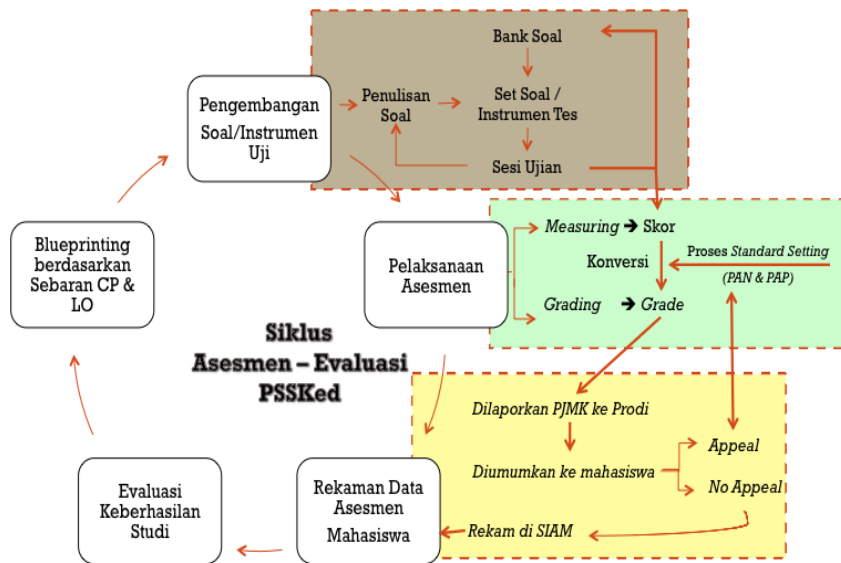 Bank Soal
Pengembangan
Soal/Instrumen
Uji
Penulisan
Soal
Set Soal /
Instrumen Tes
Sesi Ujian
Blueprinting
berdasarkan
Sebaran CP &
LO
Pelaksanaan
Asesmen
Measuring → Skor
Konversi
Proses Standard Setting
(PAN & PAP)
Grading → Grade
Siklus
Asesmen – Evaluasi
PSSKed
Dilaporkan PJMK ke Prodi
Diumumkan ke mahasiswa
Appeal
No Appeal
Rekam di SIAM
Rekaman Data
Asesmen
Mahasiswa
Evaluasi
Keberhasilan
Studi